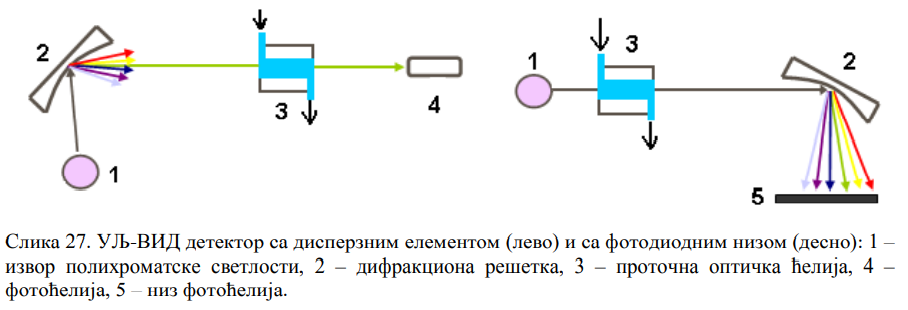 2
1
3
4
1
3
2
5
Слика 27. УЉ-ВИД детектор са дисперзним елементом (лево) и са фотодиодним низом (десно): 1 –
извор полихроматске светлости, 2 – дифракциона решетка, 3 – проточна оптичка ћелија, 4 –
фотоћелија, 5 – низ фотоћелија.